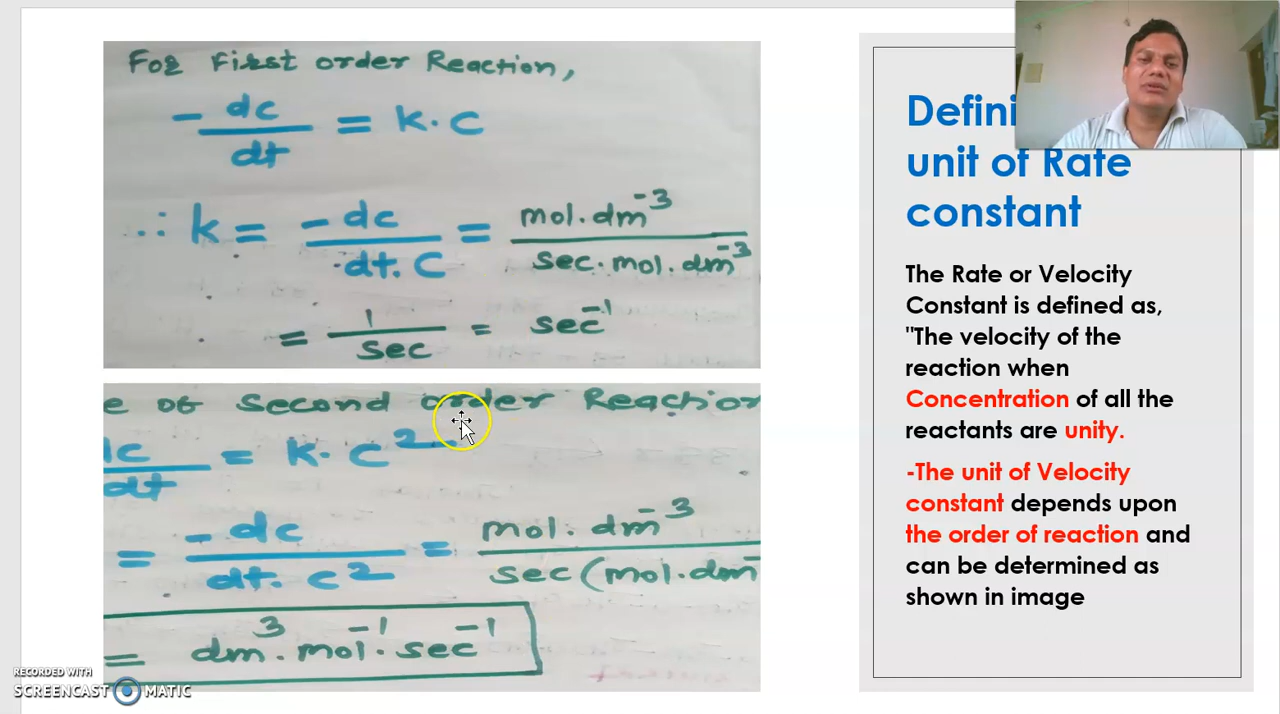 For First order Reaction,
- dc
dt
= k. c
∴ k = - dc
dt. C
= mol. dm-3
sec. mol. dm-3
= 1
sec
= sec-1
e of Second order Reaction
dc
dt
= k. c2
= - dc
dt. c2
= mol. dm-3
sec (mol. dm-
= dm3. mol-1. sec-1
Defini
unit of Rate
constant
The Rate or Velocity
Constant is defined as,
"The velocity of the
reaction when
Concentration of all the
reactants are unity.
-The unit of Velocity
constant depends upon
the order of reaction and
can be determined as
shown in image
RECORDED WITH
SCREENCAST MATIC